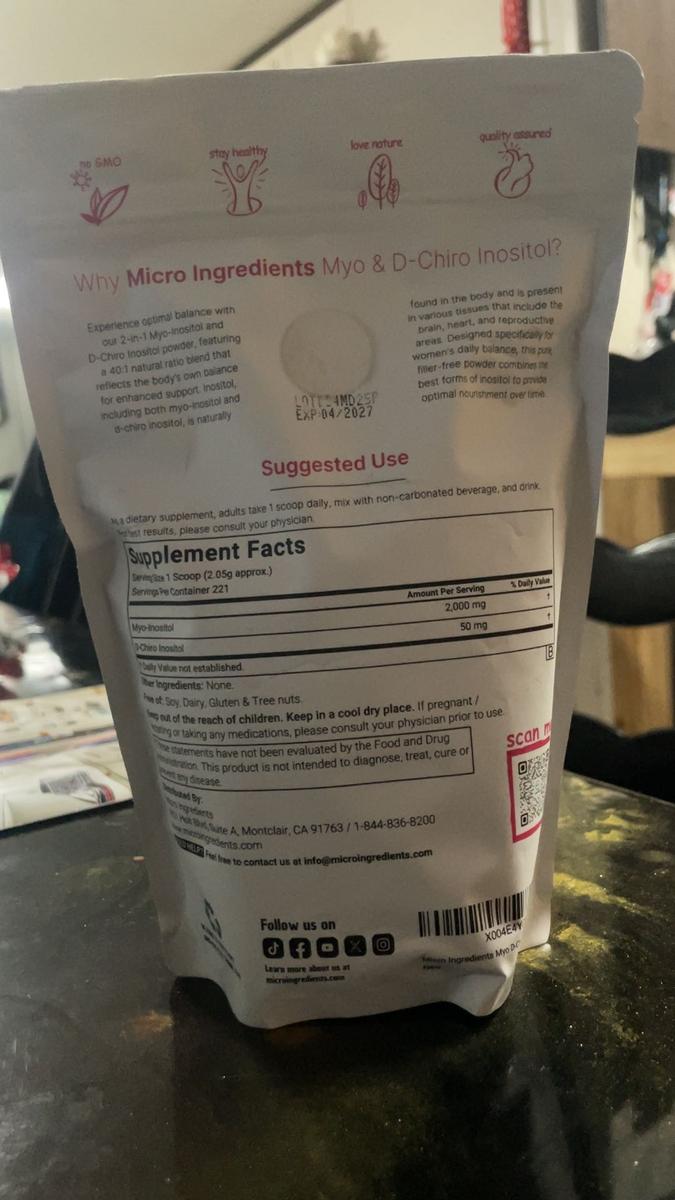 no GMO
stay healthy
love nature
quality assured
Why Micro Ingredients Myo & D-Chiro Inositol?
Experience optimal balance with
our 2-in-1 Myo-Inositol and
D-Chiro Inositol powder, featuring
a 40:1 natural ratio blend that
reflects the body's own balance
for enhanced support. Inositol,
including both myo-inositol and
d-chiro inositol, is naturally
found in the body and is present
in various tissues that include the
brain, heart, and reproductive
areas. Designed specifically for
women's daily balance, this pure,
filler-free powder combines the
best forms of inositol to provide
optimal nourishment over time.
EXP:04/2027
Suggested Use
dietary supplement, adults take 1 scoop daily, mix with non-carbonated beverage, and drink.
best results, please consult your physician.
Supplement Facts
Serving Size 1 Scoop (2.05g approx.)
Servings Per Container 221
Amount Per Serving % Daily Value
Myo-Inositol 2,000 mg †
D-Chiro Inositol 50 mg †
Daily Value not established.
Other Ingredients: None.
of: Soy, Dairy, Gluten & Tree nuts.
out of the reach of children. Keep in a cool dry place. If pregnant /
or taking any medications, please consult your physician prior to use.
statements have not been evaluated by the Food and Drug
This product is not intended to diagnose, treat, cure or
any disease.
By:
Ingredients
Suite A, Montclair, CA 91763 / 1-844-836-8200
Feel free to contact us at info@microingredients.com
scan
Follow us on
Learn more about us at
microingredients.com
X004E4
Ingredients Myo